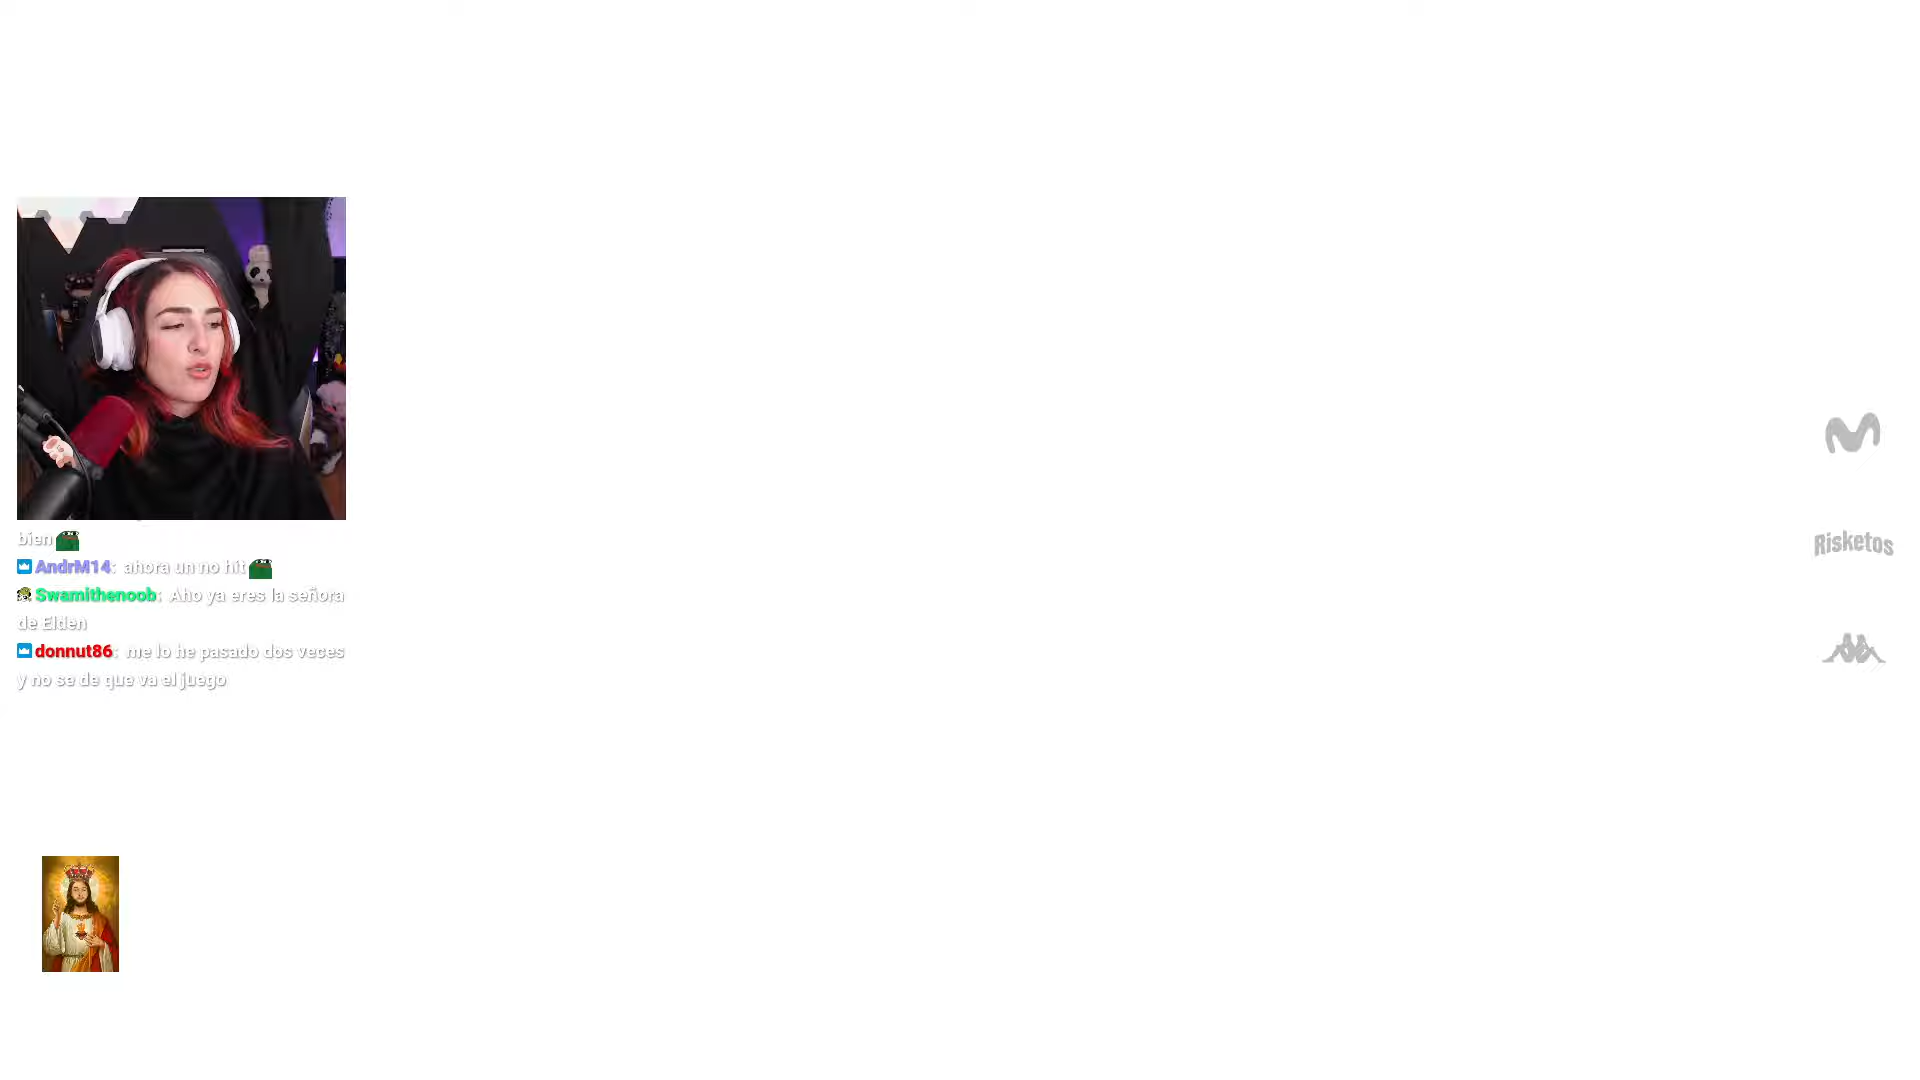 bien
AndrM14: ahora un no hit
Swamithenoob: Aho ya eres la señora
de Elden
donnut86: me lo he pasado dos veces
y no se de que va el juego
Risketos